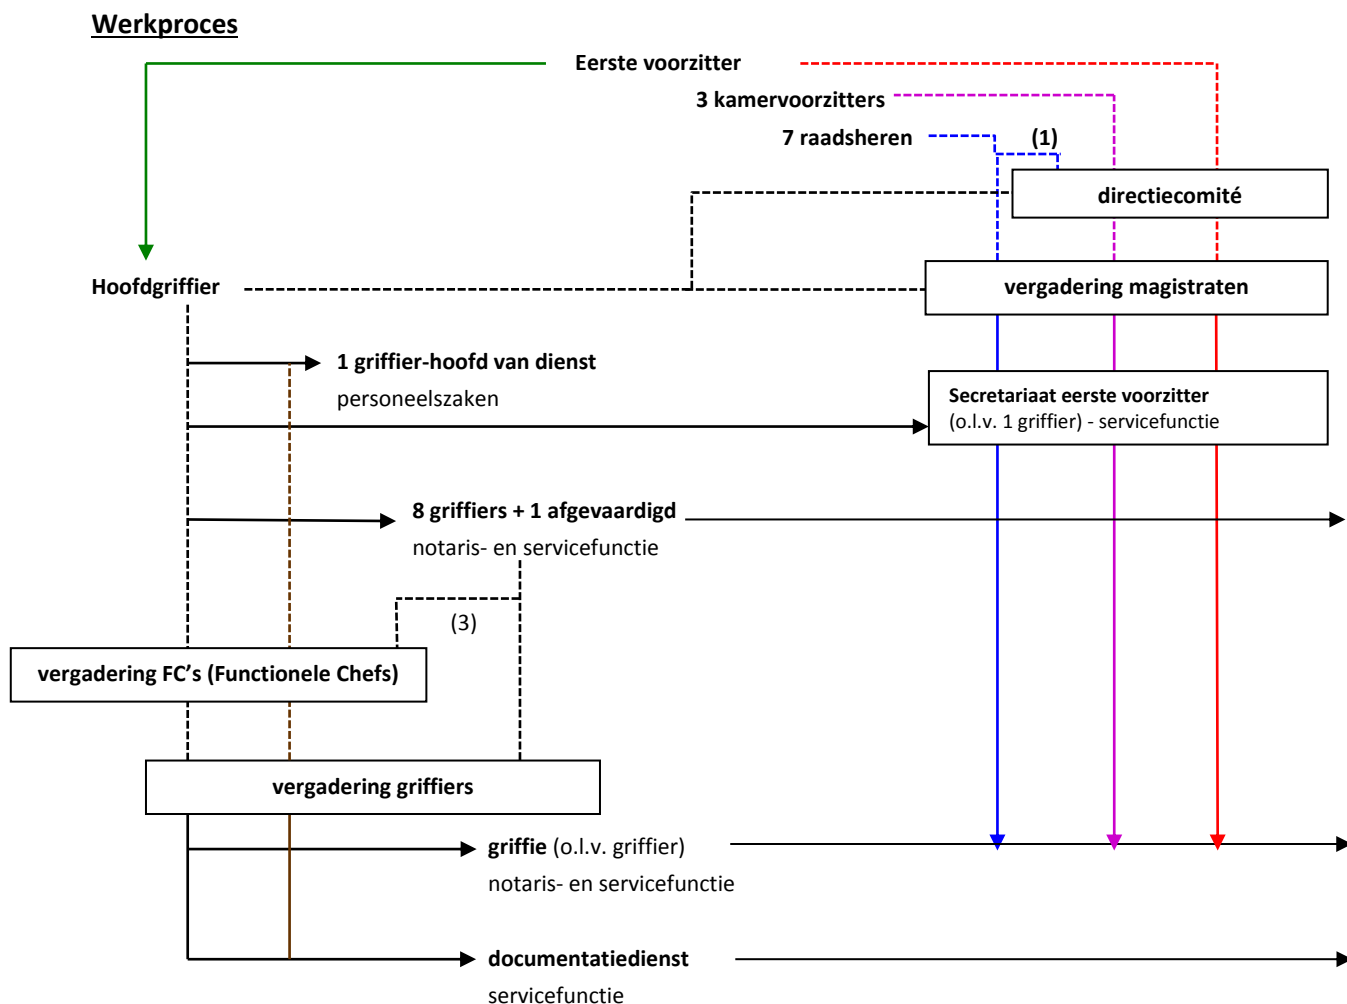 Werkproces
Eerste voorzitter
3 kamervoorzitters
7 raadsheren
(1)
directiecomité
Hoofdgriffier
vergadering magistraten
1 griffier-hoofd van dienst
personeelszaken
Secretariaat eerste voorzitter
(o.l.v. 1 griffier) - servicefunctie
8 griffiers + 1 afgevaardigd
notaris- en servicefunctie
(3)
vergadering FC’s (Functionele Chefs)
vergadering griffiers
griffie (o.l.v. griffier)
notaris- en servicefunctie
documentatiedienst
servicefunctie